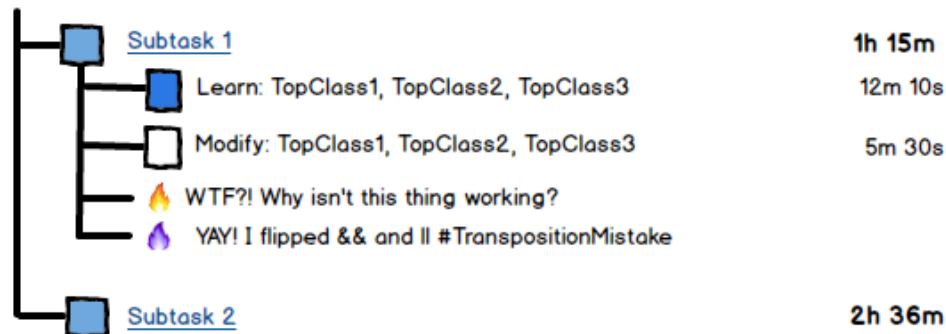 Subtask 1 1h 15m
Learn: TopClass1, TopClass2, TopClass3 12m 10s
Modify: TopClass1, TopClass2, TopClass3 5m 30s
WTF?! Why isn't this thing working?
YAY! I flipped && and || #TranspositionMistake
Subtask 2 2h 36m